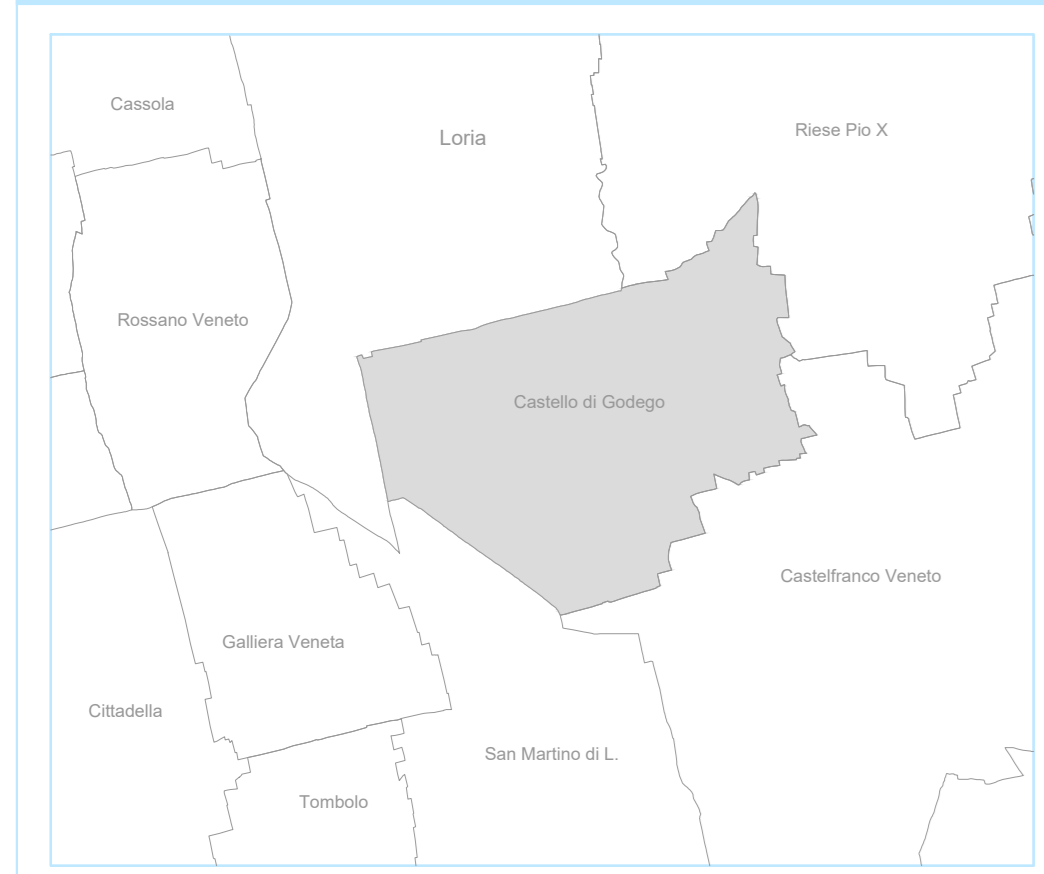 Cassola
Riese Pio X
Loria
Rossano Veneto
Castello di Godego
Castelfranco Veneto
Galliera Veneta
Cittadella
San Martino di L.
Tombolo